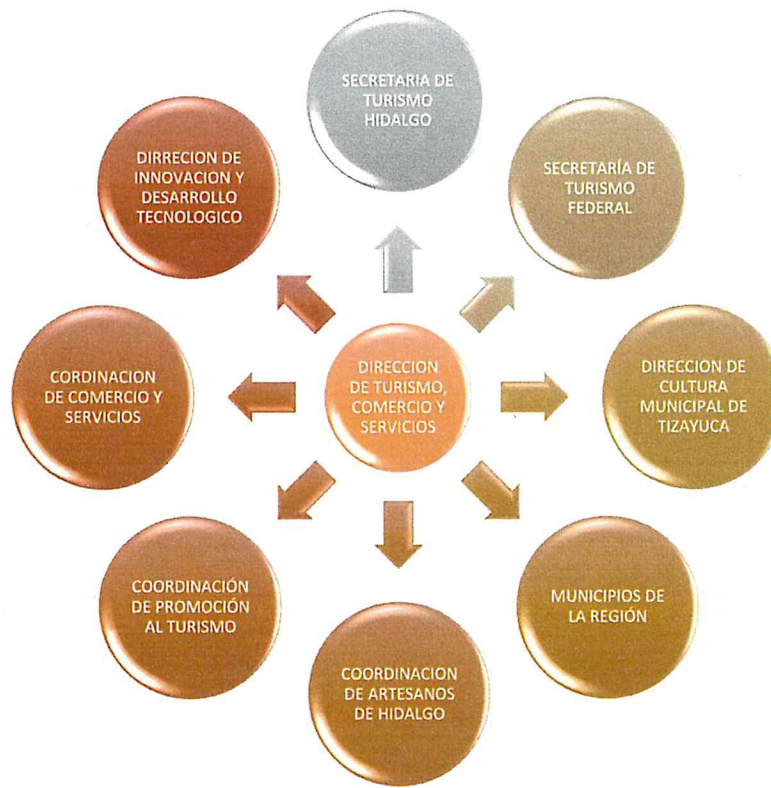 SECRETARIA DE
TURISMO
HIDALGO
SECRETARÍA DE
TURISMO
FEDERAL
DIRECCION DE
CULTURA
MUNICIPAL DE
TIZAYUCA
MUNICIPIOS DE
LA REGIÓN
COORDINACION
DE ARTESANOS
DE HIDALGO
COORDINACIÓN
DE PROMOCIÓN
AL TURISMO
CORDINACION
DE COMERCIO Y
SERVICIOS
DIRRECION DE
INNOVACION Y
DESARROLLO
TECNOLOGICO
DIRECCION
DE TURISMO,
COMERCIO Y
SERVICIOS